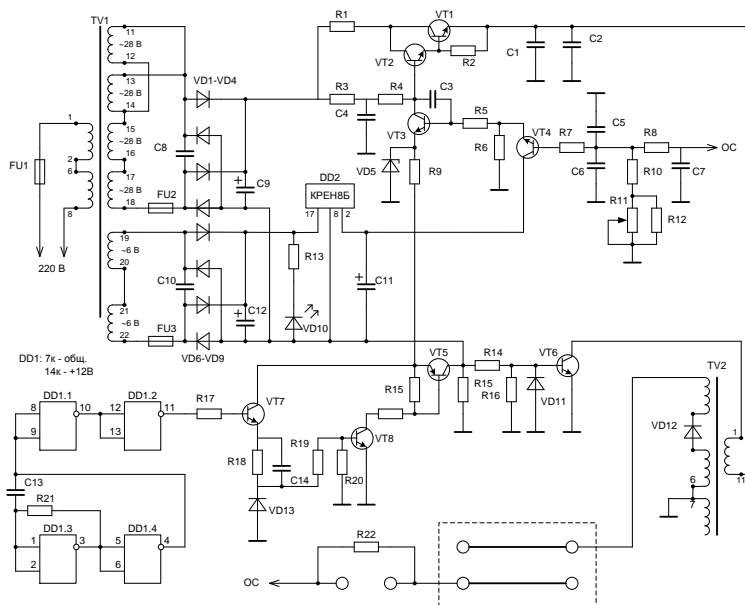 TV1
11
~28 В
12
13
~28 В
14
15
~28 В
16
17
~28 В
18
19
~6 В
20
21
~6 В
22
1
2
6
8
FU1
220 В
FU2
FU3
VD1-VD4
C8
C9
C10
C12
VD6-VD9
R1
VT1
VT2
R2
C1
C2
R3
R4
C3
C4
VT3
R5
R6
VT4
R7
C5
C6
R8
C7
ОС
R10
R11
R12
VD5
R9
DD2
КРЕН8Б
17
8
2
R13
VD10
C11
DD1: 7к - общ.
14к - +12В
DD1.1
8
9
10
DD1.2
12
13
11
R17
VT7
R18
C14
VD13
R19
R20
VT8
R15
VT5
R14
R15
R16
VD11
VT6
TV2
VD12
6
7
1
11
C13
R21
DD1.3
1
2
3
DD1.4
5
6
4
R22
ОС